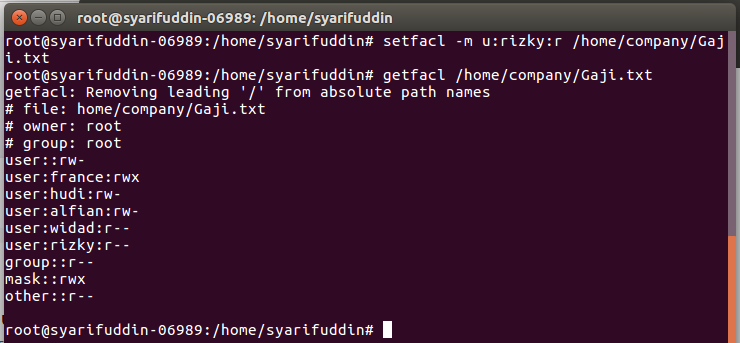 root@syarifuddin-06989: /home/syarifuddin
root@syarifuddin-06989:/home/syarifuddin# setfacl -m u:rizky:r /home/company/Gaj
i.txt
root@syarifuddin-06989:/home/syarifuddin# getfacl /home/company/Gaji.txt
getfacl: Removing leading '/' from absolute path names
# file: home/company/Gaji.txt
# owner: root
# group: root
user::rw-
user:france:rwx
user:hudi:rw-
user:alfian:rw-
user:widad:r--
user:rizky:r--
group::r--
mask::rwx
other::r--
root@syarifuddin-06989:/home/syarifuddin#